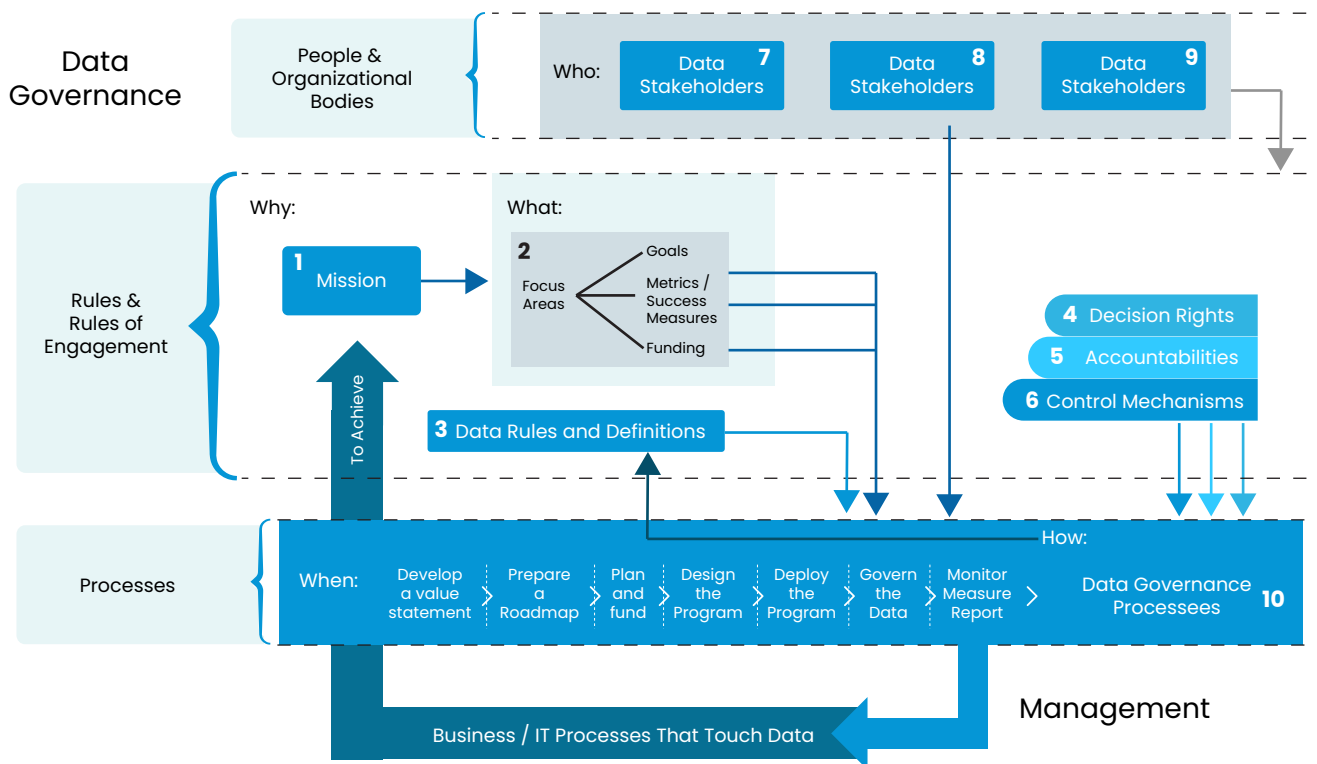 Data
Governance
People &
Organizational
Bodies
Who:
Data
Stakeholders
7
Data
Stakeholders
8
Data
Stakeholders
9
Rules &
Rules of
Engagement
Why:
1
Mission
What:
2
Focus
Areas
Goals
Metrics /
Success
Measures
Funding
4 Decision Rights
5 Accountabilities
6 Control Mechanisms
3 Data Rules and Definitions
To Achieve
Processes
When:
Develop
a value
statement
Prepare
a
Roadmap
Plan
and
fund
Design
the
Program
Deploy
the
Program
Govern
the
Data
Monitor
Measure
Report
How:
Data Governance
Processees
10
Management
Business / IT Processes That Touch Data